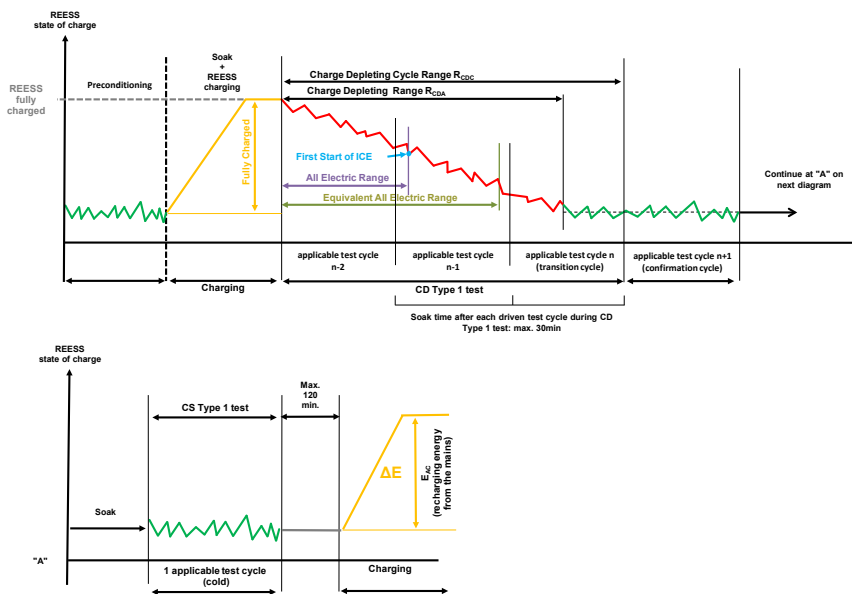 REESS
state of charge
Soak
+
REESS
charging
Preconditioning
Charge Depleting Cycle Range RCDC
Charge Depleting Range RCDA
REESS
fully
charged
Fully Charged
First Start of ICE
All Electric Range
Equivalent All Electric Range
Continue at "A" on
next diagram
applicable test cycle
n-2
applicable test cycle
n-1
applicable test cycle n
(transition cycle)
applicable test cycle n+1
(confirmation cycle)
Charging
CD Type 1 test
Soak time after each driven test cycle during CD
Type 1 test: max. 30min
REESS
state of charge
Max.
120
min.
CS Type 1 test
ΔE
EAC
(recharging energy
from the mains)
Soak
"A"
1 applicable test cycle
(cold)
Charging